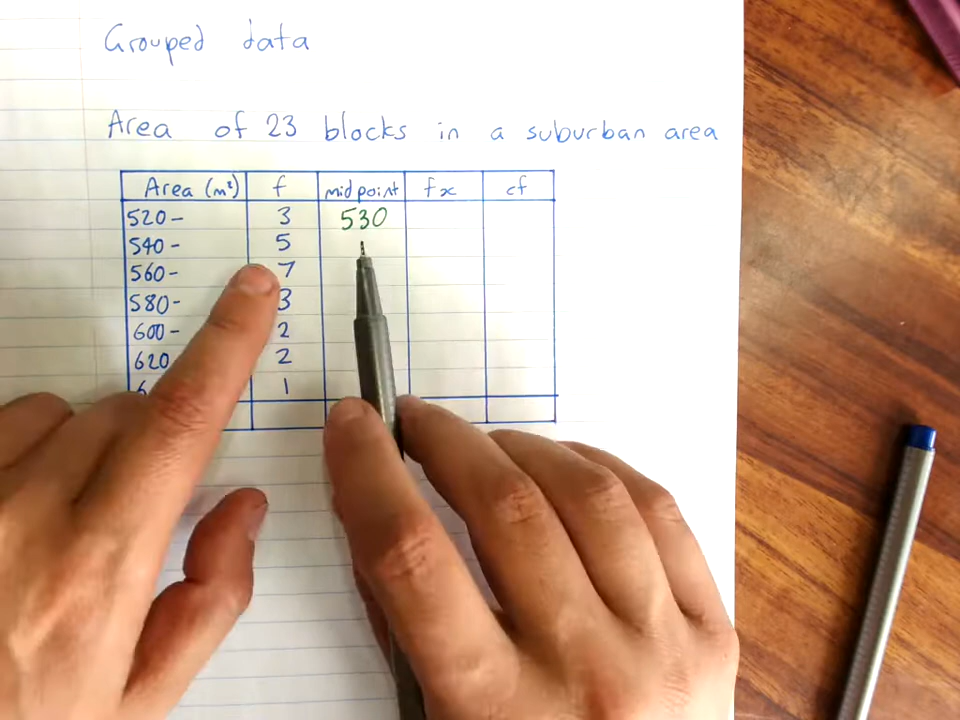 Grouped data
Area of 23 blocks in a suburban area
Area (m²) f midpoint fx cf
520- 3 530
540- 5
560- 7
580- 3
600- 2
620 2
1